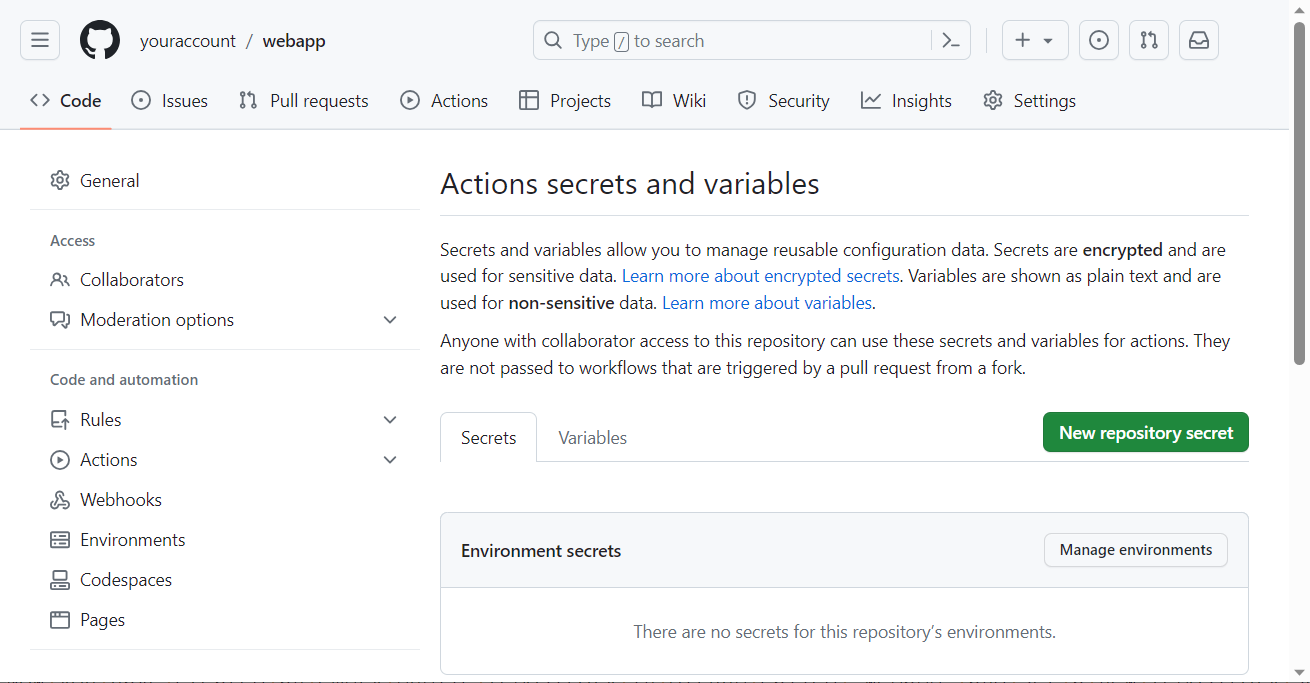 youraccount / webapp
Type / to search
Code Issues Pull requests Actions Projects Wiki Security Insights Settings
General
Access
Collaborators
Moderation options
Code and automation
Rules
Actions
Webhooks
Environments
Codespaces
Pages
Actions secrets and variables
Secrets and variables allow you to manage reusable configuration data. Secrets are encrypted and are
used for sensitive data. Learn more about encrypted secrets. Variables are shown as plain text and are
used for non-sensitive data. Learn more about variables.
Anyone with collaborator access to this repository can use these secrets and variables for actions. They
are not passed to workflows that are triggered by a pull request from a fork.
Secrets Variables New repository secret
Environment secrets Manage environments
There are no secrets for this repository’s environments.